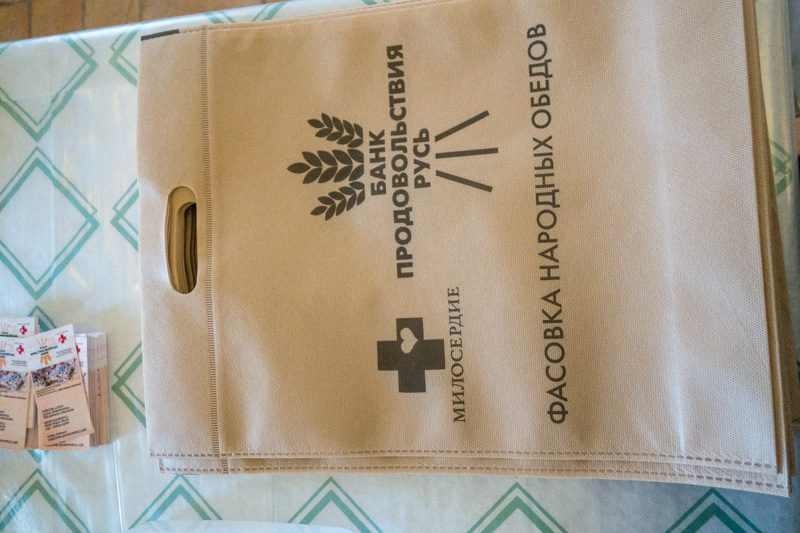 БАНК
ПРОДОВОЛЬСТВИЯ
РУСЬ
МИЛОСЕРДИЕ
ФАСОВКА НАРОДНЫХ ОБЕДОВ